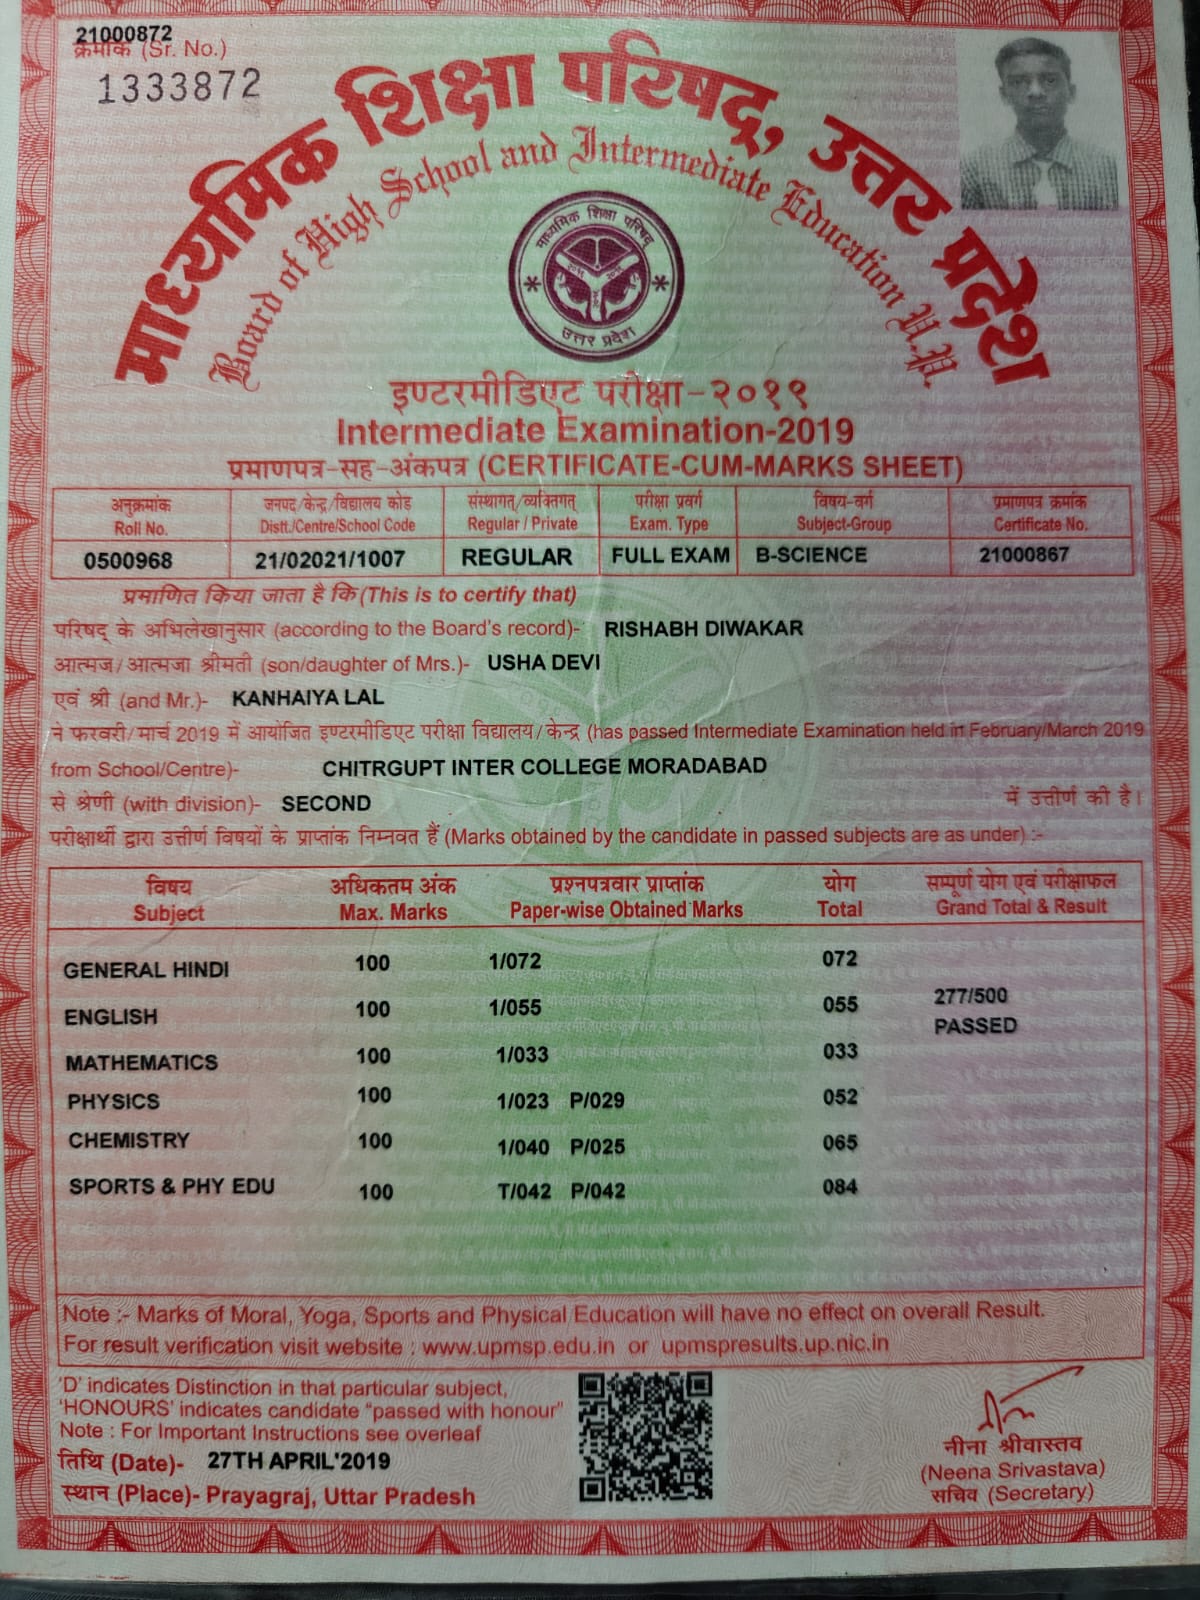 21000872
क्रमांक (Sr. No.)
1333872
माध्यमिक शिक्षा परिषद्, उत्तर प्रदेश
Board of High School and Intermediate Education U.P.
माध्यमिक शिक्षा परिषद्
उत्तर प्रदेश
इण्टरमीडिएट परीक्षा-२०१९
Intermediate Examination-2019
प्रमाणपत्र-सह-अंकपत्र (CERTIFICATE-CUM-MARKS SHEET)
अनुक्रमांक जनपद/केन्द्र/विद्यालय कोड संस्थागत्/व्यक्तिगत् परीक्षा प्रवर्ग विषय-वर्ग प्रमाणपत्र क्रमांक
Roll No. Distt./Centre/School Code Regular / Private Exam. Type Subject-Group Certificate No.
0500968 21/02021/1007 REGULAR FULL EXAM B-SCIENCE 21000867
प्रमाणित किया जाता है कि (This is to certify that)
परिषद् के अभिलेखानुसार (according to the Board's record)- RISHABH DIWAKAR
आत्मज/आत्मजा श्रीमती (son/daughter of Mrs.)- USHA DEVI
एवं श्री (and Mr.)- KANHAIYA LAL
ने फरवरी/मार्च 2019 में आयोजित इण्टरमीडिएट परीक्षा विद्यालय/केन्द्र (has passed Intermediate Examination held in February/March 2019
from School/Centre)- CHITRGUPT INTER COLLEGE MORADABAD
से श्रेणी (with division)- SECOND में उत्तीर्ण की है।
परीक्षार्थी द्वारा उत्तीर्ण विषयों के प्राप्तांक निम्नवत हैं (Marks obtained by the candidate in passed subjects are as under) :-
विषय अधिकतम अंक प्रश्नपत्रवार प्राप्तांक योग सम्पूर्ण योग एवं परीक्षाफल
Subject Max. Marks Paper-wise Obtained Marks Total Grand Total & Result
GENERAL HINDI 100 1/072 072
ENGLISH 100 1/055 055 277/500
PASSED
MATHEMATICS 100 1/033 033
PHYSICS 100 1/023 P/029 052
CHEMISTRY 100 1/040 P/025 065
SPORTS & PHY EDU 100 T/042 P/042 084
Note :- Marks of Moral, Yoga, Sports and Physical Education will have no effect on overall Result.
For result verification visit website : www.upmsp.edu.in or upmspresults.up.nic.in
'D' indicates Distinction in that particular subject,
'HONOURS' indicates candidate "passed with honour"
Note : For Important Instructions see overleaf
तिथि (Date)- 27TH APRIL'2019
स्थान (Place)- Prayagraj, Uttar Pradesh
नीना श्रीवास्तव
(Neena Srivastava)
सचिव (Secretary)